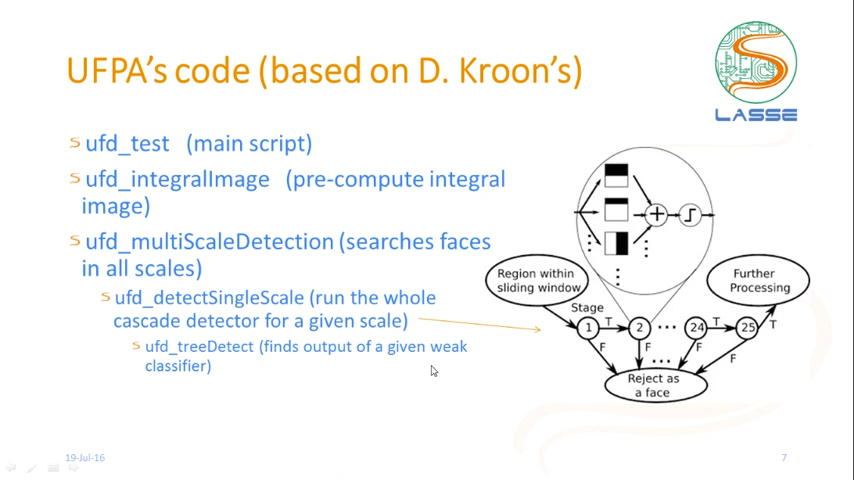 UFPA's code (based on D. Kroon's)
LASSE
ufd_test (main script)
ufd_integralImage (pre-compute integral
image)
ufd_multiScaleDetection (searches faces
in all scales)
ufd_detectSingleScale (run the whole
cascade detector for a given scale)
ufd_treeDetect (finds output of a given weak
classifier)
Region within
sliding window
Further
Processing
Stage
1 T 2 24 T 25 T
F F F F
Reject as
a face
19-Jul-16
7